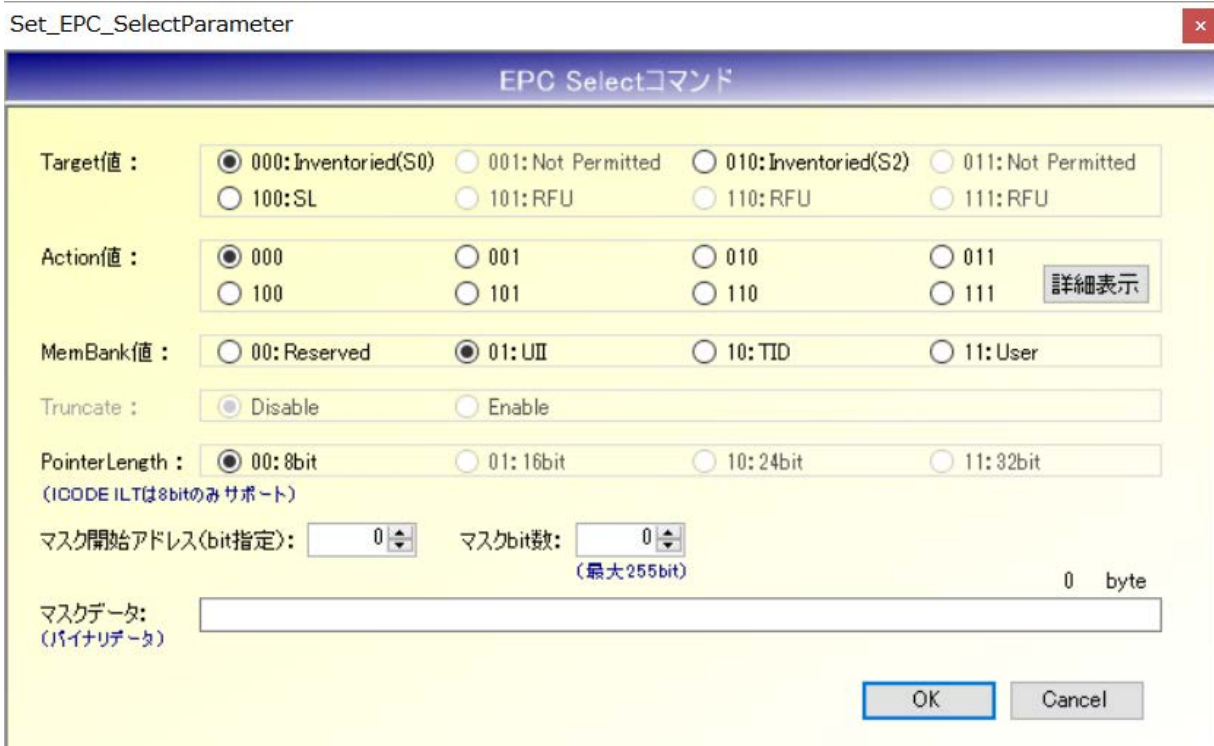 Set_EPC_SelectParameter
EPC Selectコマンド
Target値： 000:Inventoried(S0) 001:Not Permitted 010:Inventoried(S2) 011:Not Permitted
100:SL 101:RFU 110:RFU 111:RFU
Action値： 000 001 010 011
100 101 110 111 詳細表示
MemBank値： 00:Reserved 01:UII 10:TID 11:User
Truncate： Disable Enable
PointerLength： 00:8bit 01:16bit 10:24bit 11:32bit
(ICODE ILTは8bitのみサポート)
マスク開始アドレス(bit指定)： 0 マスクbit数: 0
(最大255bit)
0 byte
マスクデータ:
(バイナリデータ)
OK Cancel